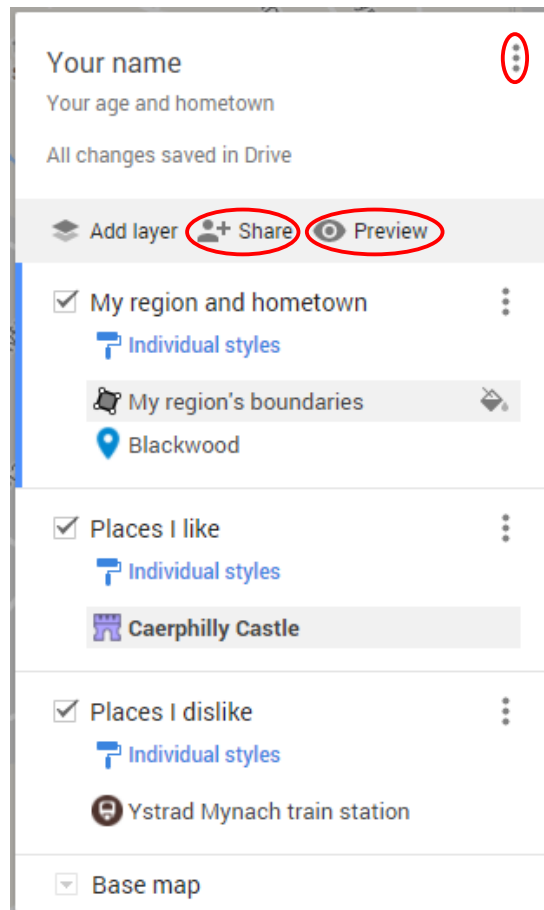 Your name
Your age and hometown
All changes saved in Drive
Add layer Share Preview
My region and hometown
Individual styles
My region's boundaries
Blackwood
Places I like
Individual styles
Caerphilly Castle
Places I dislike
Individual styles
Ystrad Mynach train station
Base map